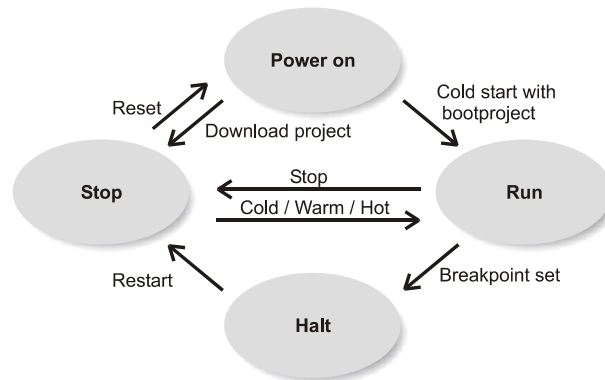 Power on
Reset
Cold start with
bootproject
Download project
Stop
Stop
Run
Cold / Warm / Hot
Restart
Breakpoint set
Halt